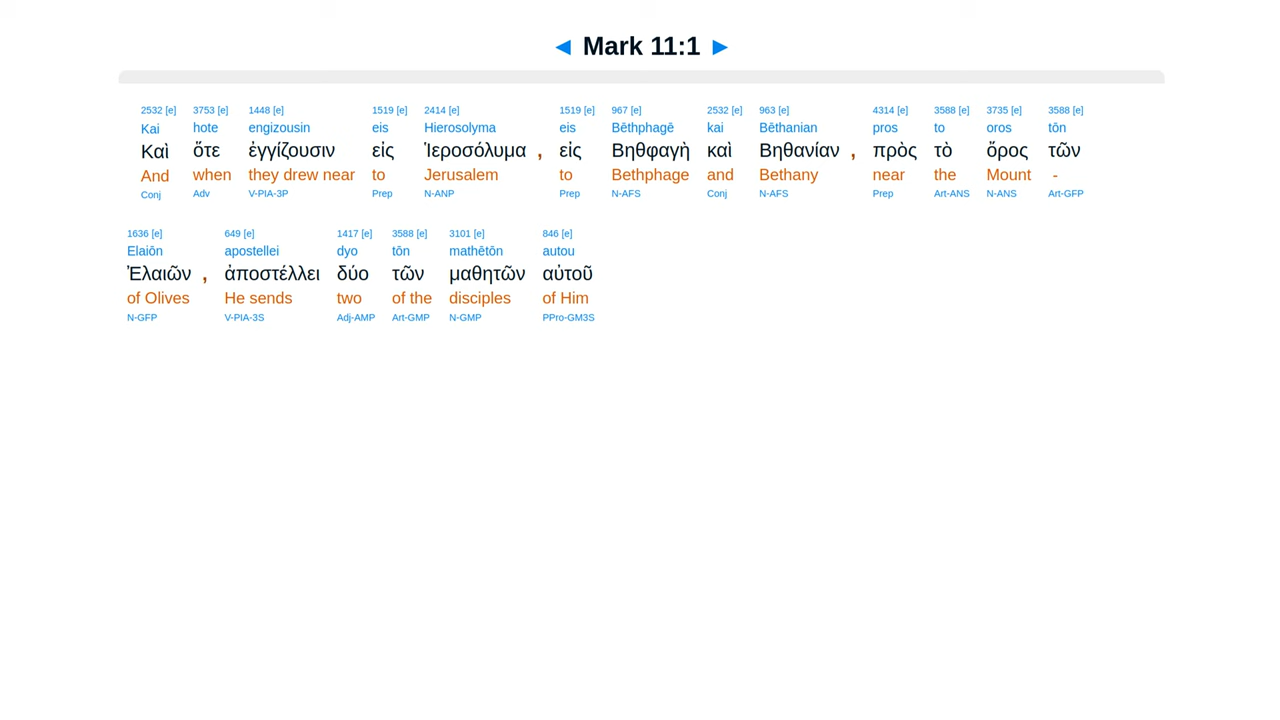 ◄ Mark 11:1 ►
2532 [e] 3753 [e] 1448 [e] 1519 [e] 2414 [e] 1519 [e] 967 [e] 2532 [e] 963 [e] 4314 [e] 3588 [e] 3735 [e] 3588 [e]
Kai hote engizousin eis Hierosolyma eis Bēthphagē kai Bēthanian pros to oros tōn
Καὶ ὅτε ἐγγίζουσιν εἰς Ἱεροσόλυμα , εἰς Βηθφαγὴ καὶ Βηθανίαν , πρὸς τὸ ὄρος τῶν
And when they drew near to Jerusalem to Bethphage and Bethany near the Mount -
Conj Adv V-PIA-3P Prep N-ANP Prep N-AFS Conj N-AFS Prep Art-ANS N-ANS Art-GFP
1636 [e] 649 [e] 1417 [e] 3588 [e] 3101 [e] 846 [e]
Elaiōn apostellei dyo tōn mathētōn autou
Ἐλαιῶν , ἀποστέλλει δύο τῶν μαθητῶν αὐτοῦ
of Olives He sends two of the disciples of Him
N-GFP V-PIA-3S Adj-AMP Art-GMP N-GMP PPro-GM3S